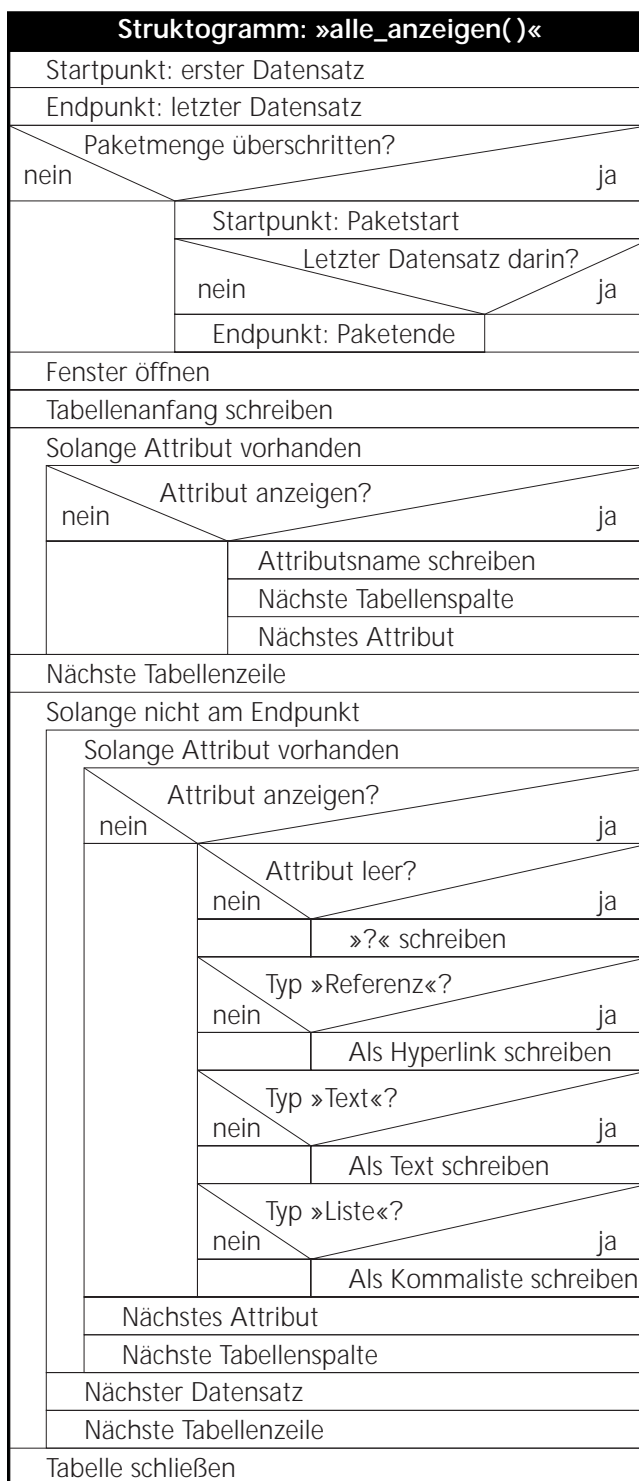 Struktogramm: »alle_anzeigen()«
Startpunkt: erster Datensatz
Endpunkt: letzter Datensatz
Paketmenge überschritten?
nein ja
Startpunkt: Paketstart
Letzter Datensatz darin?
nein ja
Endpunkt: Paketende
Fenster öffnen
Tabellenanfang schreiben
Solange Attribut vorhanden
Attribut anzeigen?
nein ja
Attributsname schreiben
Nächste Tabellenspalte
Nächstes Attribut
Nächste Tabellenzeile
Solange nicht am Endpunkt
Solange Attribut vorhanden
Attribut anzeigen?
nein ja
Attribut leer?
nein ja
»?« schreiben
Typ »Referenz«?
nein ja
Als Hyperlink schreiben
Typ »Text«?
nein ja
Als Text schreiben
Typ »Liste«?
nein ja
Als Kommaliste schreiben
Nächstes Attribut
Nächste Tabellenspalte
Nächster Datensatz
Nächste Tabellenzeile
Tabelle schließen